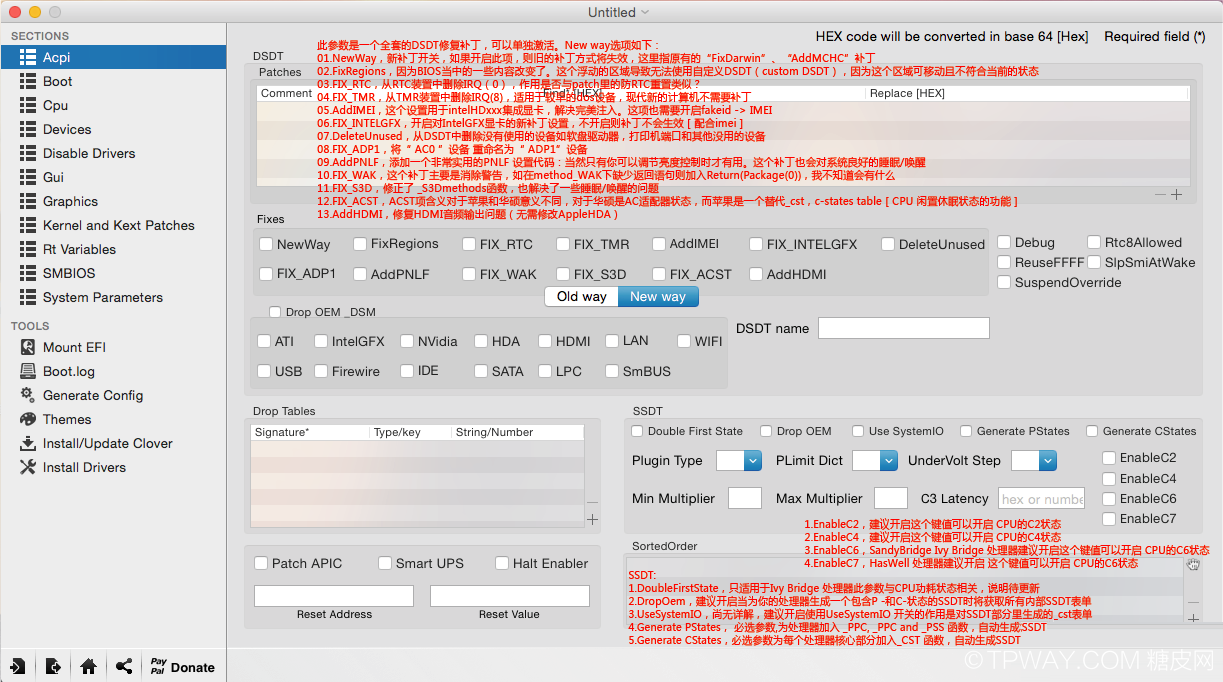 Untitled
SECTIONS
Acpi
Boot
Cpu
Devices
Disable Drivers
Gui
Graphics
Kernel and Kext Patches
Rt Variables
SMBIOS
System Parameters
TOOLS
Mount EFI
Boot.log
Generate Config
Themes
Install/Update Clover
Install Drivers
Pay Pal Donate
HEX code will be converted in base 64 [Hex] Required field (*)
DSDT
Patches
Comment Find* [HEX] Replace [HEX]
此参数是一个全套的DSDT修复补丁，可以单独激活。New way选项如下：
01.NewWay，新补丁开关，如果开启此项，则旧的补丁方式将失效，这里指原有的“FixDarwin”、“AddMCHC”补丁
02.FixRegions，因为BIOS当中的一些内容改变了。这个浮动的区域导致无法使用自定义DSDT（custom DSDT），因为这个区域可移动且不符合当前的状态
03.FIX_RTC，从RTC装置中删除IRQ（0），作用是否与patch里的防RTC重置类似？
04.FIX_TMR，从TMR装置中删除IRQ(8)，适用于较早的dos设备，现代新的计算机不需要补丁
05.AddIMEI，这个设置用于intelHDxxx集成显卡，解决完美注入。这项也需要开启fakeid -> IMEI
06.FIX_INTELGFX，开启对IntelGFX显卡的新补丁设置，不开启则补丁不会生效 [ 配合imei ]
07.DeleteUnused，从DSDT中删除没有使用的设备如软盘驱动器，打印机端口和其他没用的设备
08.FIX_ADP1，将“ AC0 ”设备 重命名为“ ADP1”设备
09.AddPNLF，添加一个非常实用的PNLF 设置代码：当然只有你可以调节亮度控制时才有用。这个补丁也会对系统良好的睡眠/唤醒
10.FIX_WAK，这个补丁主要是消除警告，如在method_WAK下缺少返回语句则加入Return(Package(0))，我不知道会有什么
11.FIX_S3D，修正了 _S3Dmethods函数，也解决了一些睡眠/唤醒的问题
12.FIX_ACST，ACST项含义对于苹果和华硕意义不同，对于华硕是AC适配器状态，而苹果是一个替代_cst，c-states table [ CPU 闲置休眠状态的功能 ]
13.AddHDMI，修复HDMI音频输出问题（无需修改AppleHDA）
Fixes
NewWay FixRegions FIX_RTC FIX_TMR AddIMEI FIX_INTELGFX DeleteUnused
FIX_ADP1 AddPNLF FIX_WAK FIX_S3D FIX_ACST AddHDMI
Debug Rtc8Allowed
ReuseFFFF SlpSmiAtWake
SuspendOverride
Old way New way
Drop OEM _DSM
ATI IntelGFX NVidia HDA HDMI LAN WIFI
USB Firewire IDE SATA LPC SmBUS
DSDT name
Drop Tables
Signature* Type/key String/Number
Patch APIC Smart UPS Halt Enabler
Reset Address Reset Value
SSDT
Double First State Drop OEM Use SystemIO Generate PStates Generate CStates
Plugin Type PLimit Dict UnderVolt Step
Min Multiplier Max Multiplier C3 Latency hex or numbe
EnableC2
EnableC4
EnableC6
EnableC7
1.EnableC2，建议开启这个键值可以开启 CPU的C2状态
2.EnableC4，建议开启这个键值可以开启 CPU的C4状态
3.EnableC6，SandyBridge Ivy Bridge 处理器建议开启这个键值可以开启 CPU的C6状态
4.EnableC7，HasWell 处理器建议开启 这个键值可以开启 CPU的C6状态
SortedOrder
SSDT:
1.DoubleFirstState，只适用于Ivy Bridge 处理器此参数与CPU功耗状态相关，说明待更新
2.DropOem，建议开启当为你的处理器生成一个包含P -和C-状态的SSDT时将获取所有内部SSDT表单
3.UseSystemIO，尚无详解，建议开启使用UseSystemIO 开关的作用是对SSDT部分里生成的_cst表单
4.Generate PStates， 必选参数,为处理器加入 _PPC, _PPC and _PSS 函数，自动生成:SSDT
5.Generate CStates，必选参数为每个处理器核心部分加入_CST 函数，自动生成SSDT
©TPWAY.COM 糖皮网